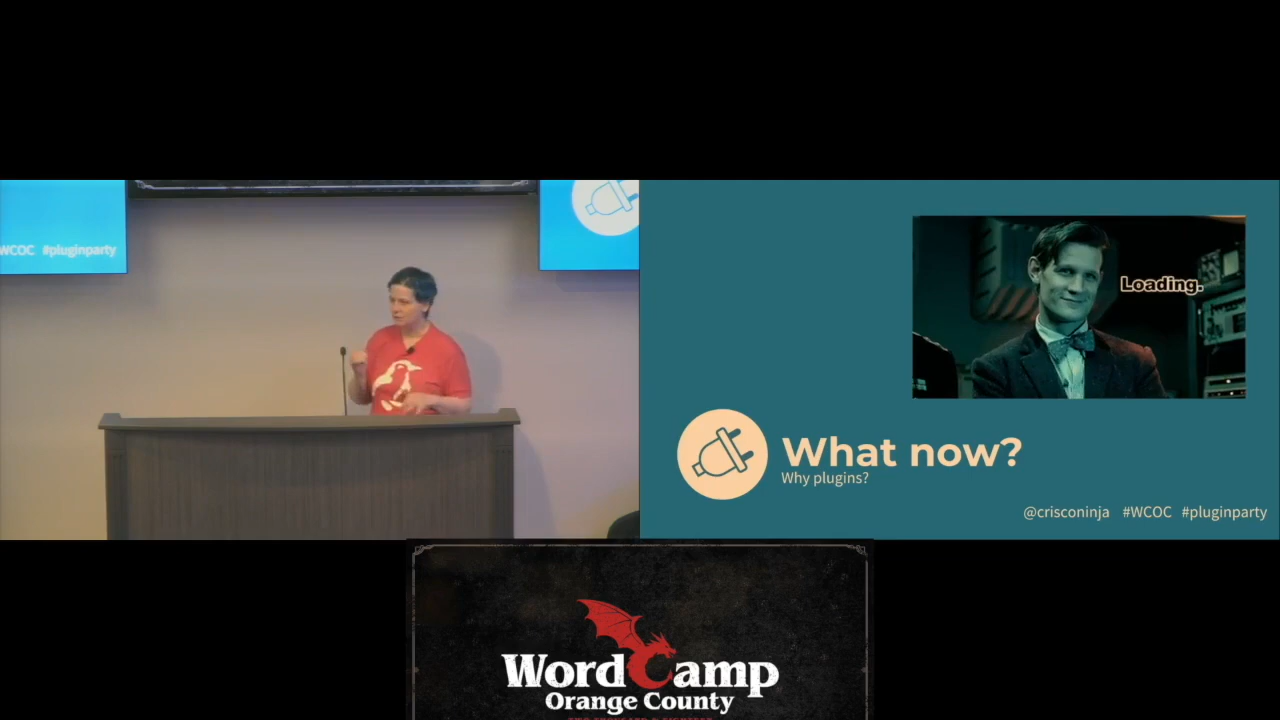 WCOC #pluginparty
Loading.
What now?
Why plugins?
@crisconinja #WCOC #pluginparty
WordCamp
Orange County